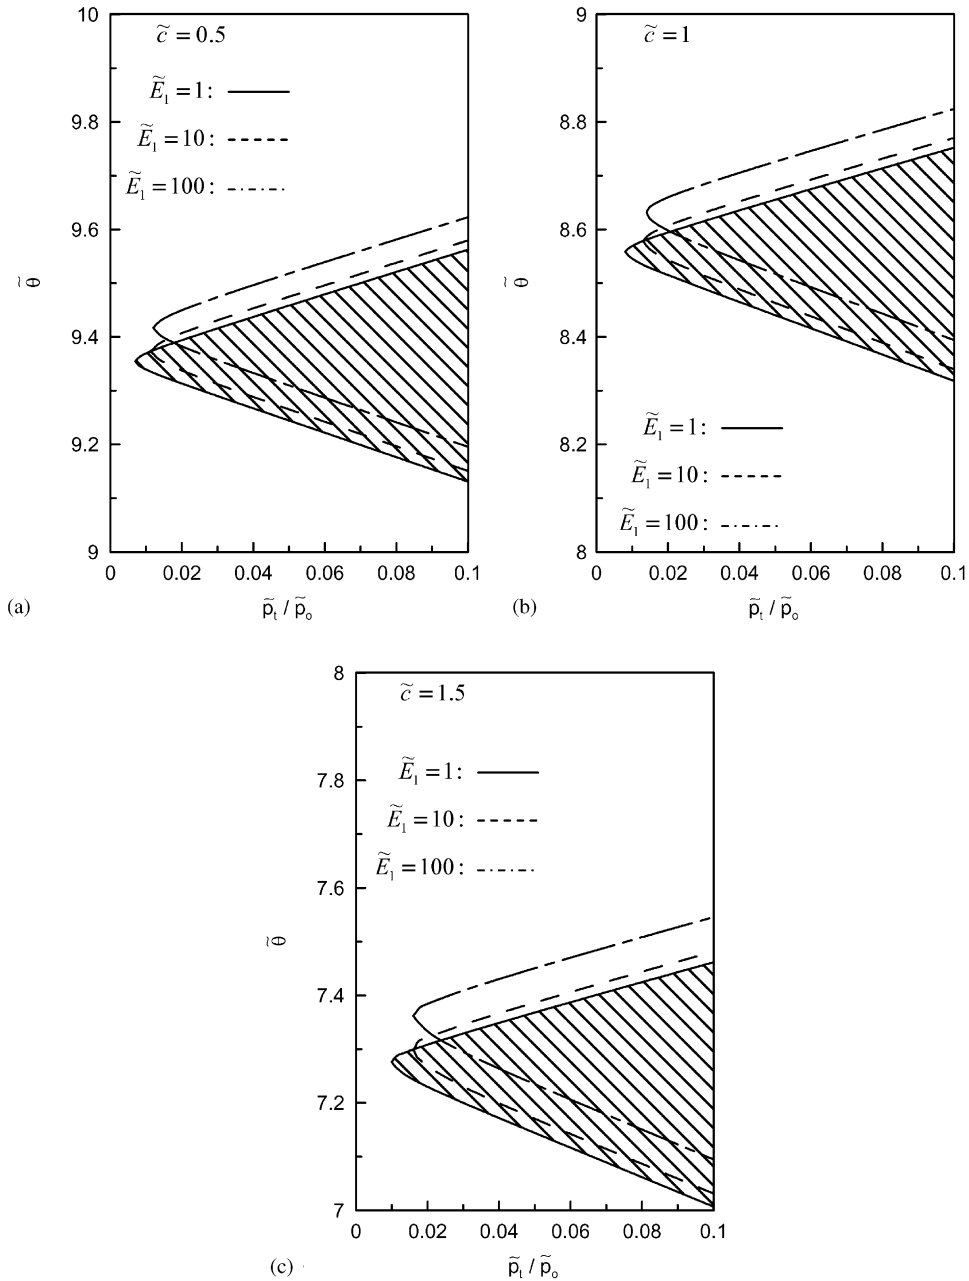 10
c̃ = 0.5
Ẽ₁ = 1:
9.8
Ẽ₁ = 10:
Ẽ₁ = 100:
9.6
θ̃
9.4
9.2
9
0 0.02 0.04 0.06 0.08 0.1
(a)
p̃ₜ / p̃ₒ
9
c̃ = 1
8.8
8.6
θ̃
8.4
Ẽ₁ = 1:
8.2
Ẽ₁ = 10:
Ẽ₁ = 100:
8
0 0.02 0.04 0.06 0.08 0.1
(b)
p̃ₜ / p̃ₒ
8
c̃ = 1.5
7.8
Ẽ₁ = 1:
Ẽ₁ = 10:
Ẽ₁ = 100:
7.6
θ̃
7.4
7.2
7
0 0.02 0.04 0.06 0.08 0.1
(c)
p̃ₜ / p̃ₒ